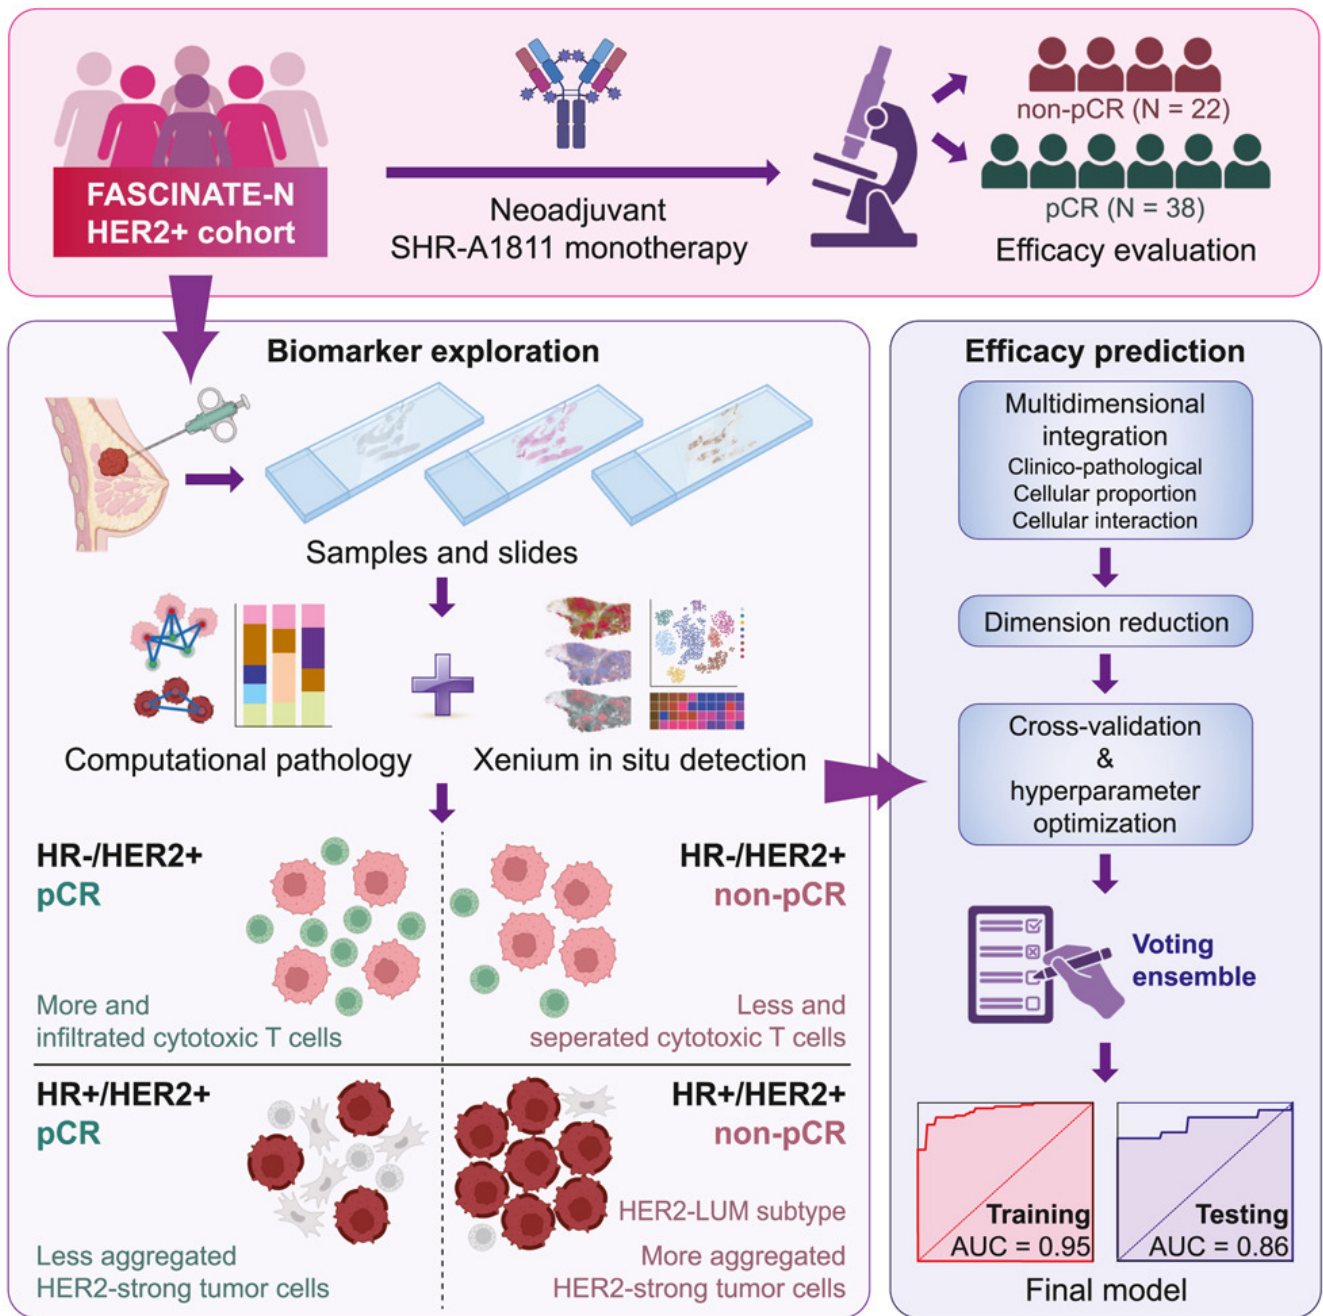 FASCINATE-N
HER2+ cohort
Neoadjuvant
SHR-A1811 monotherapy
non-pCR (N = 22)
pCR (N = 38)
Efficacy evaluation
Biomarker exploration
Samples and slides
Computational pathology
Xenium in situ detection
HR-/HER2+
pCR
More and
infiltrated cytotoxic T cells
HR-/HER2+
non-pCR
Less and
seperated cytotoxic T cells
HR+/HER2+
pCR
Less aggregated
HER2-strong tumor cells
HR+/HER2+
non-pCR
HER2-LUM subtype
More aggregated
HER2-strong tumor cells
Efficacy prediction
Multidimensional
integration
Clinico-pathological
Cellular proportion
Cellular interaction
Dimension reduction
Cross-validation
&
hyperparameter
optimization
Voting
ensemble
Training
AUC = 0.95
Testing
AUC = 0.86
Final model